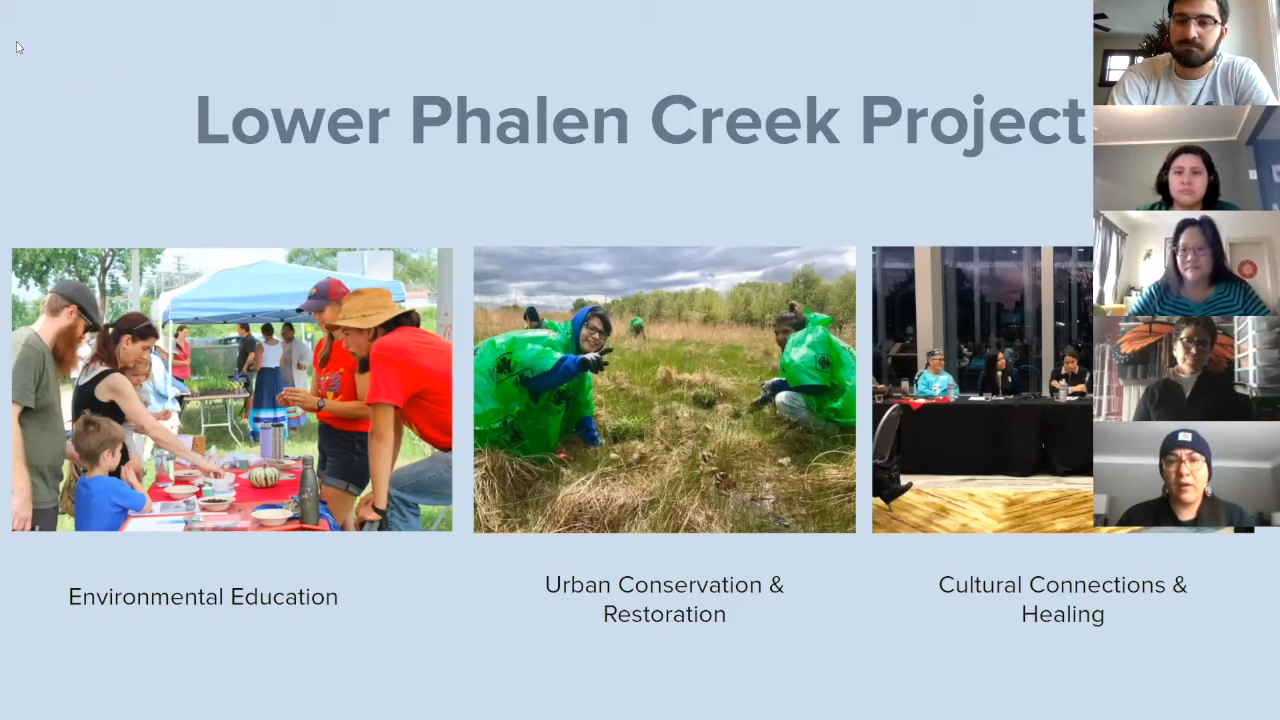 Lower Phalen Creek Project
Environmental Education
Urban Conservation &
Restoration
Cultural Connections &
Healing